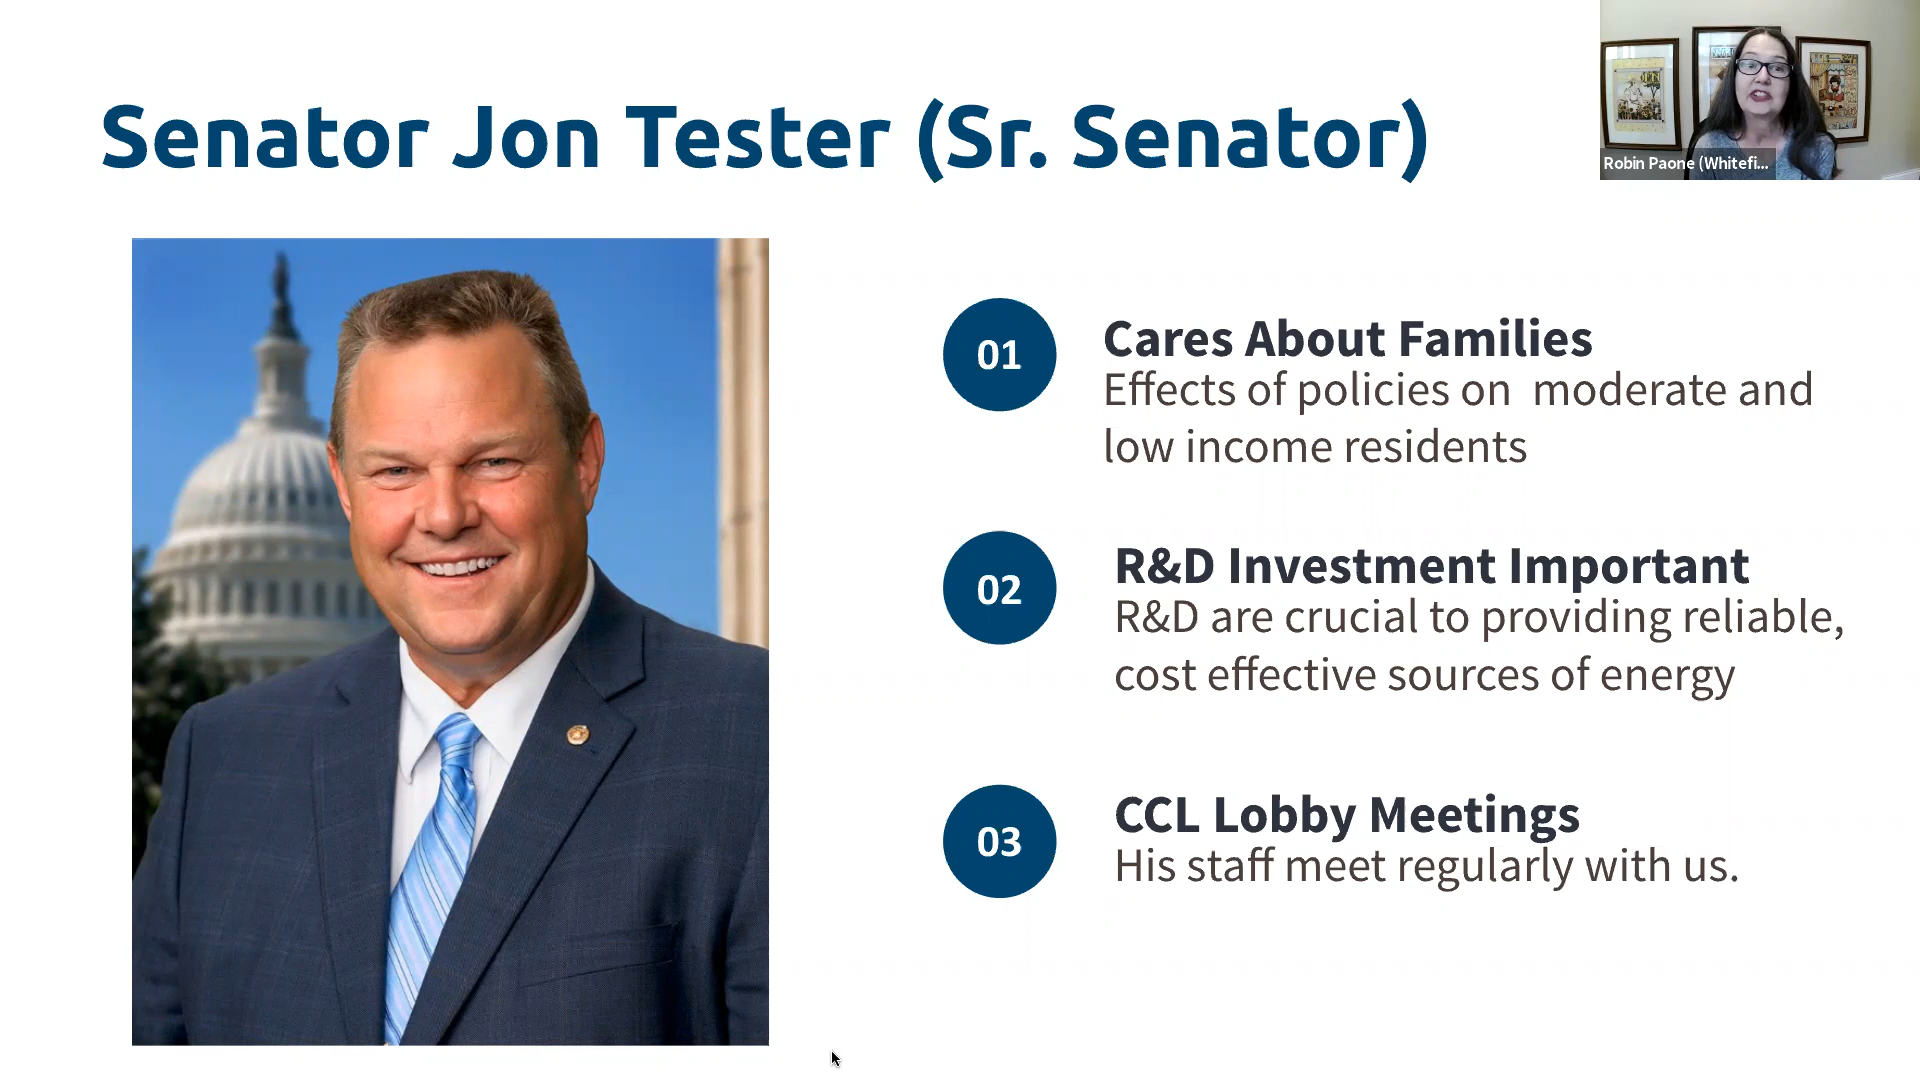 Senator Jon Tester (Sr. Senator)
Robin Paone (Whitefi...
01
Cares About Families
Effects of policies on  moderate and
low income residents
02
R&D Investment Important
R&D are crucial to providing reliable,
cost effective sources of energy
03
CCL Lobby Meetings
His staff meet regularly with us.